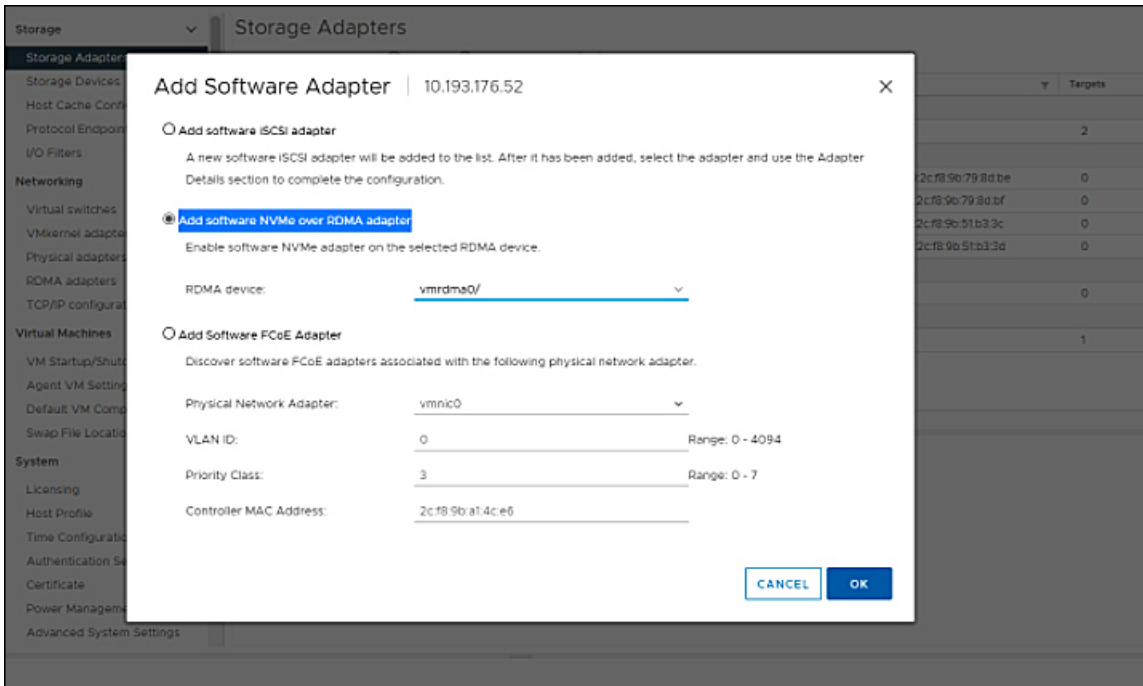 Storage
Storage Adapters
Storage Devices
Host Cache Confi
Protocol Endpoin
I/O Filters
Networking
Virtual switches
VMkernel adapte
Physical adapters
RDMA adapters
TCP/IP configurat
Virtual Machines
VM Startup/Shutd
Agent VM Setting
Default VM Comp
Swap File Locatio
System
Licensing
Host Profile
Time Configuratio
Authentication Se
Certificate
Power Manageme
Advanced System Settings
Storage Adapters
Targets
2
2c:f8:9b:79:8d:be 0
2c:f8:9b:79:8d:bf 0
2c:f8:9b:51:b3:3c 0
2c:f8:9b:51:b3:3d 0
0
1
Add Software Adapter 10.193.176.52
Add software iSCSI adapter
A new software iSCSI adapter will be added to the list. After it has been added, select the adapter and use the Adapter
Details section to complete the configuration.
Add software NVMe over RDMA adapter
Enable software NVMe adapter on the selected RDMA device.
RDMA device: vmrdma0/
Add Software FCoE Adapter
Discover software FCoE adapters associated with the following physical network adapter.
Physical Network Adapter: vmnic0
VLAN ID: 0 Range: 0 - 4094
Priority Class: 3 Range: 0 - 7
Controller MAC Address: 2c:f8:9b:a1:4c:e6
CANCEL OK